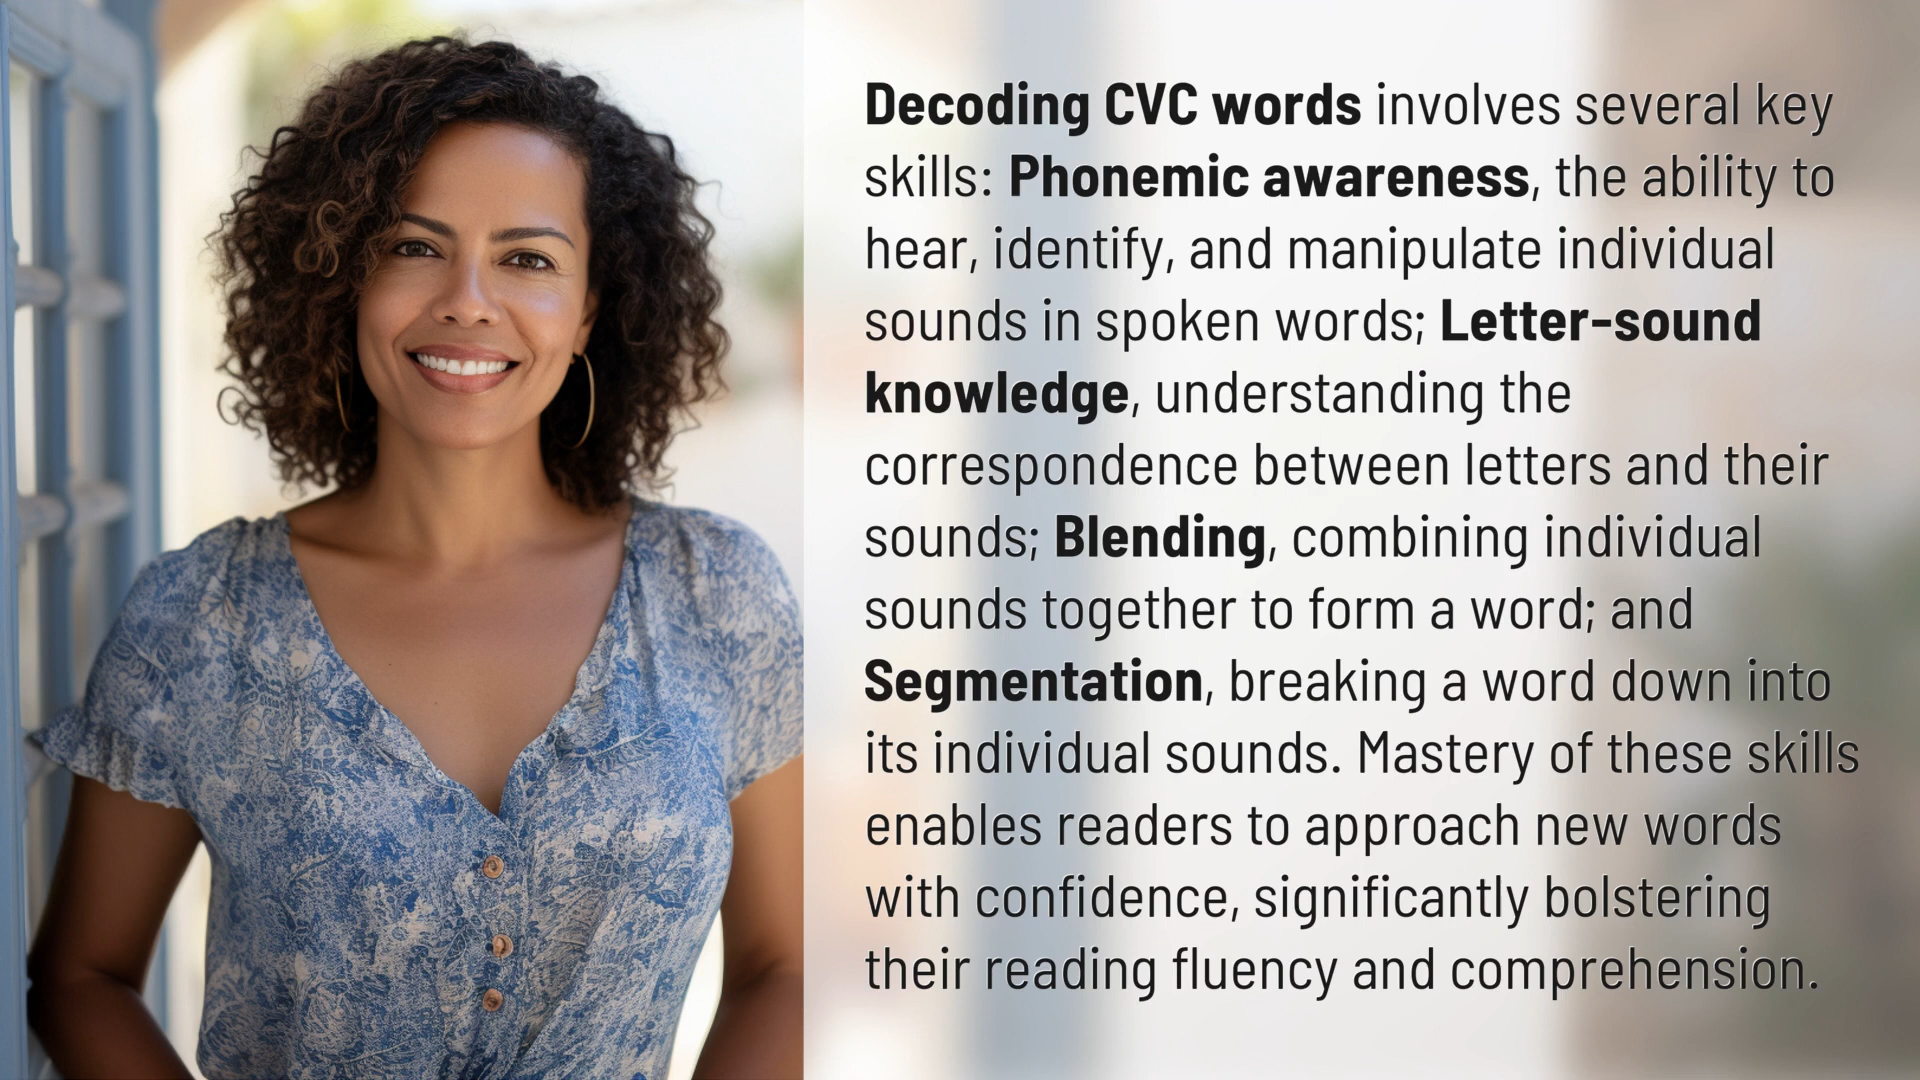 Decoding CVC words involves several key
skills: Phonemic awareness, the ability to
hear, identify, and manipulate individual
sounds in spoken words; Letter-sound
knowledge, understanding the
correspondence between letters and their
sounds; Blending, combining individual
sounds together to form a word; and
Segmentation, breaking a word down into
its individual sounds. Mastery of these skills
enables readers to approach new words
with confidence, significantly bolstering
their reading fluency and comprehension.